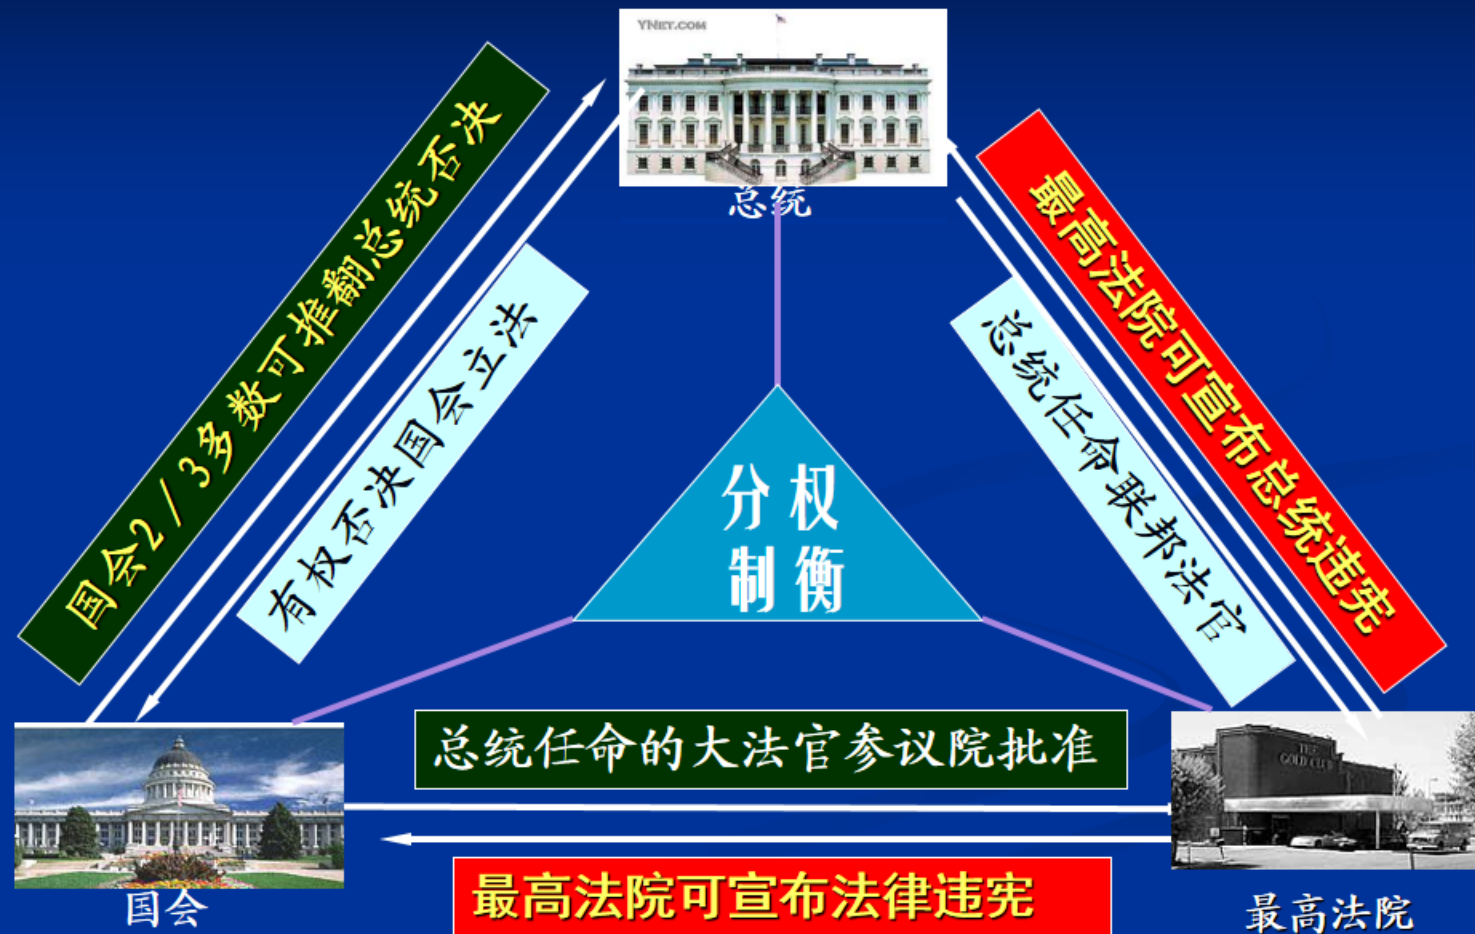 YNET.COM
总统
国会2/3多数可推翻总统否决
有权否决国会立法
最高法院可宣布总统违宪
总统任命联邦法官
分权
制衡
总统任命的大法官参议院批准
THE
GOLD CLUB
最高法院可宣布法律违宪
国会
最高法院